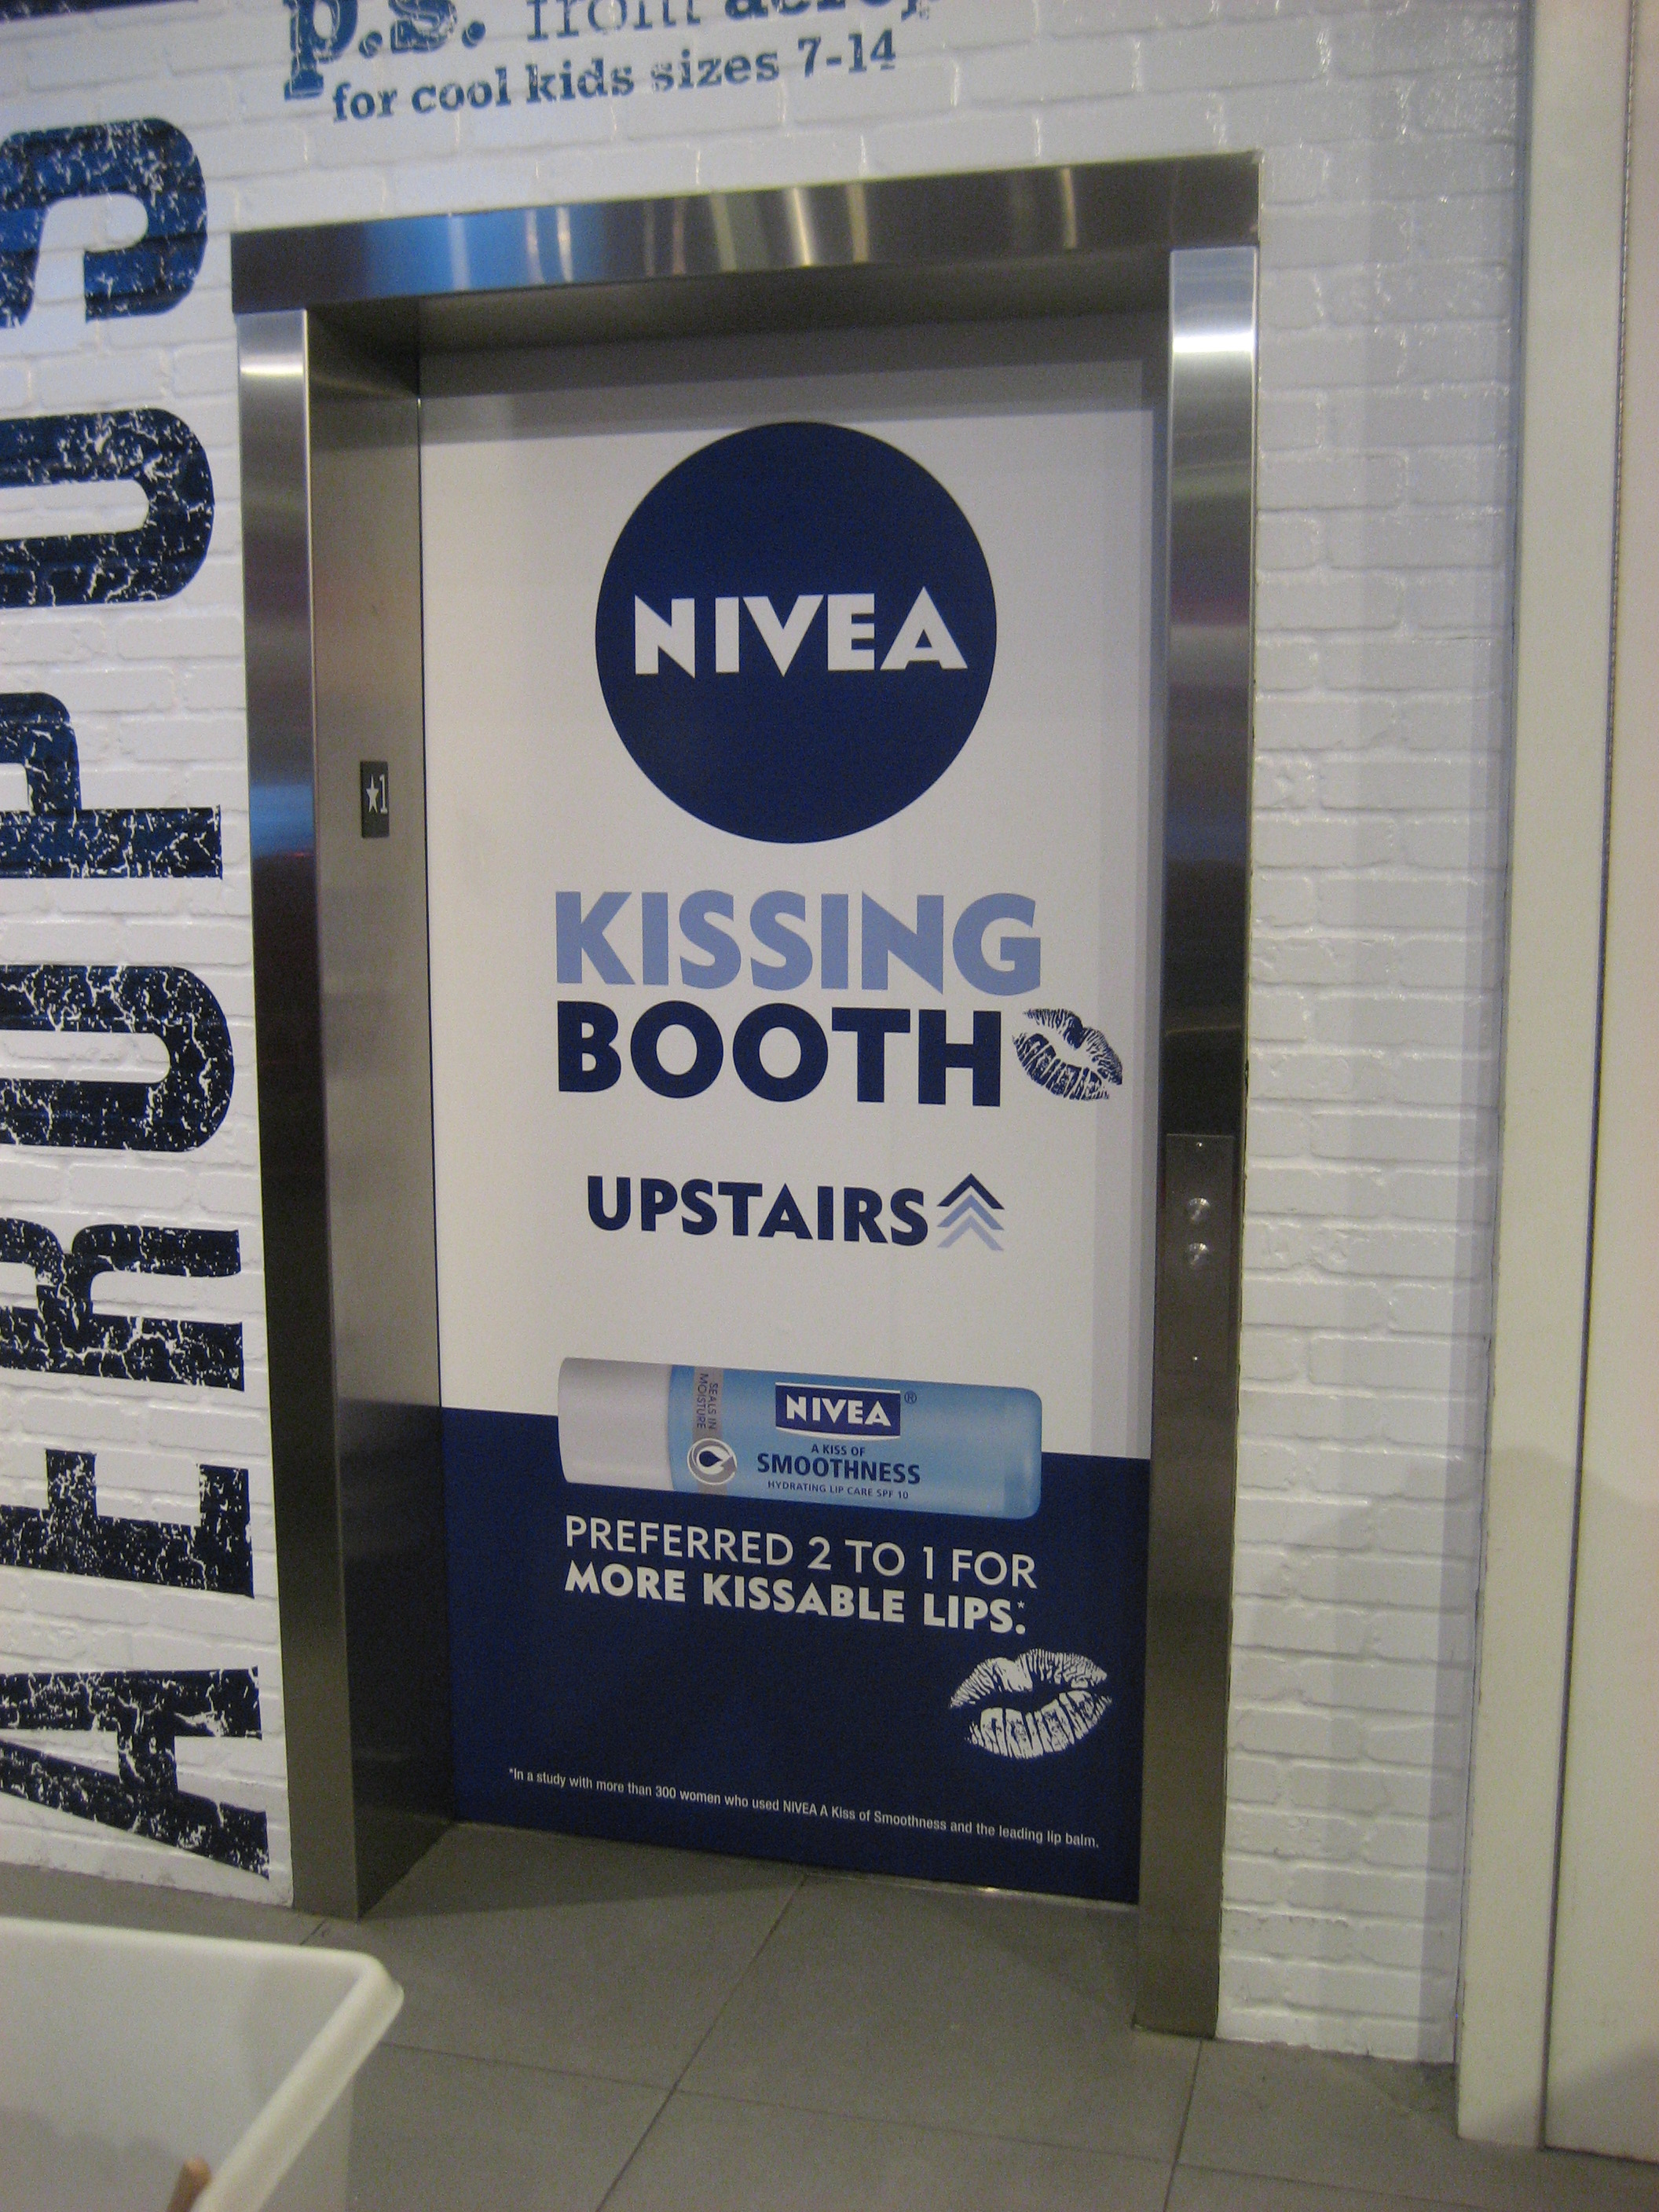 p.s. from
for cool kids sizes 7-14
★1
NIVEA
KISSING
BOOTH
UPSTAIRS
SEALS IN
MOISTURE
NIVEA®
A KISS OF
SMOOTHNESS
HYDRATING LIP CARE SPF 10
PREFERRED 2 TO 1 FOR
MORE KISSABLE LIPS.*
*In a study with more than 300 women who used NIVEA A Kiss of Smoothness and the leading lip balm.